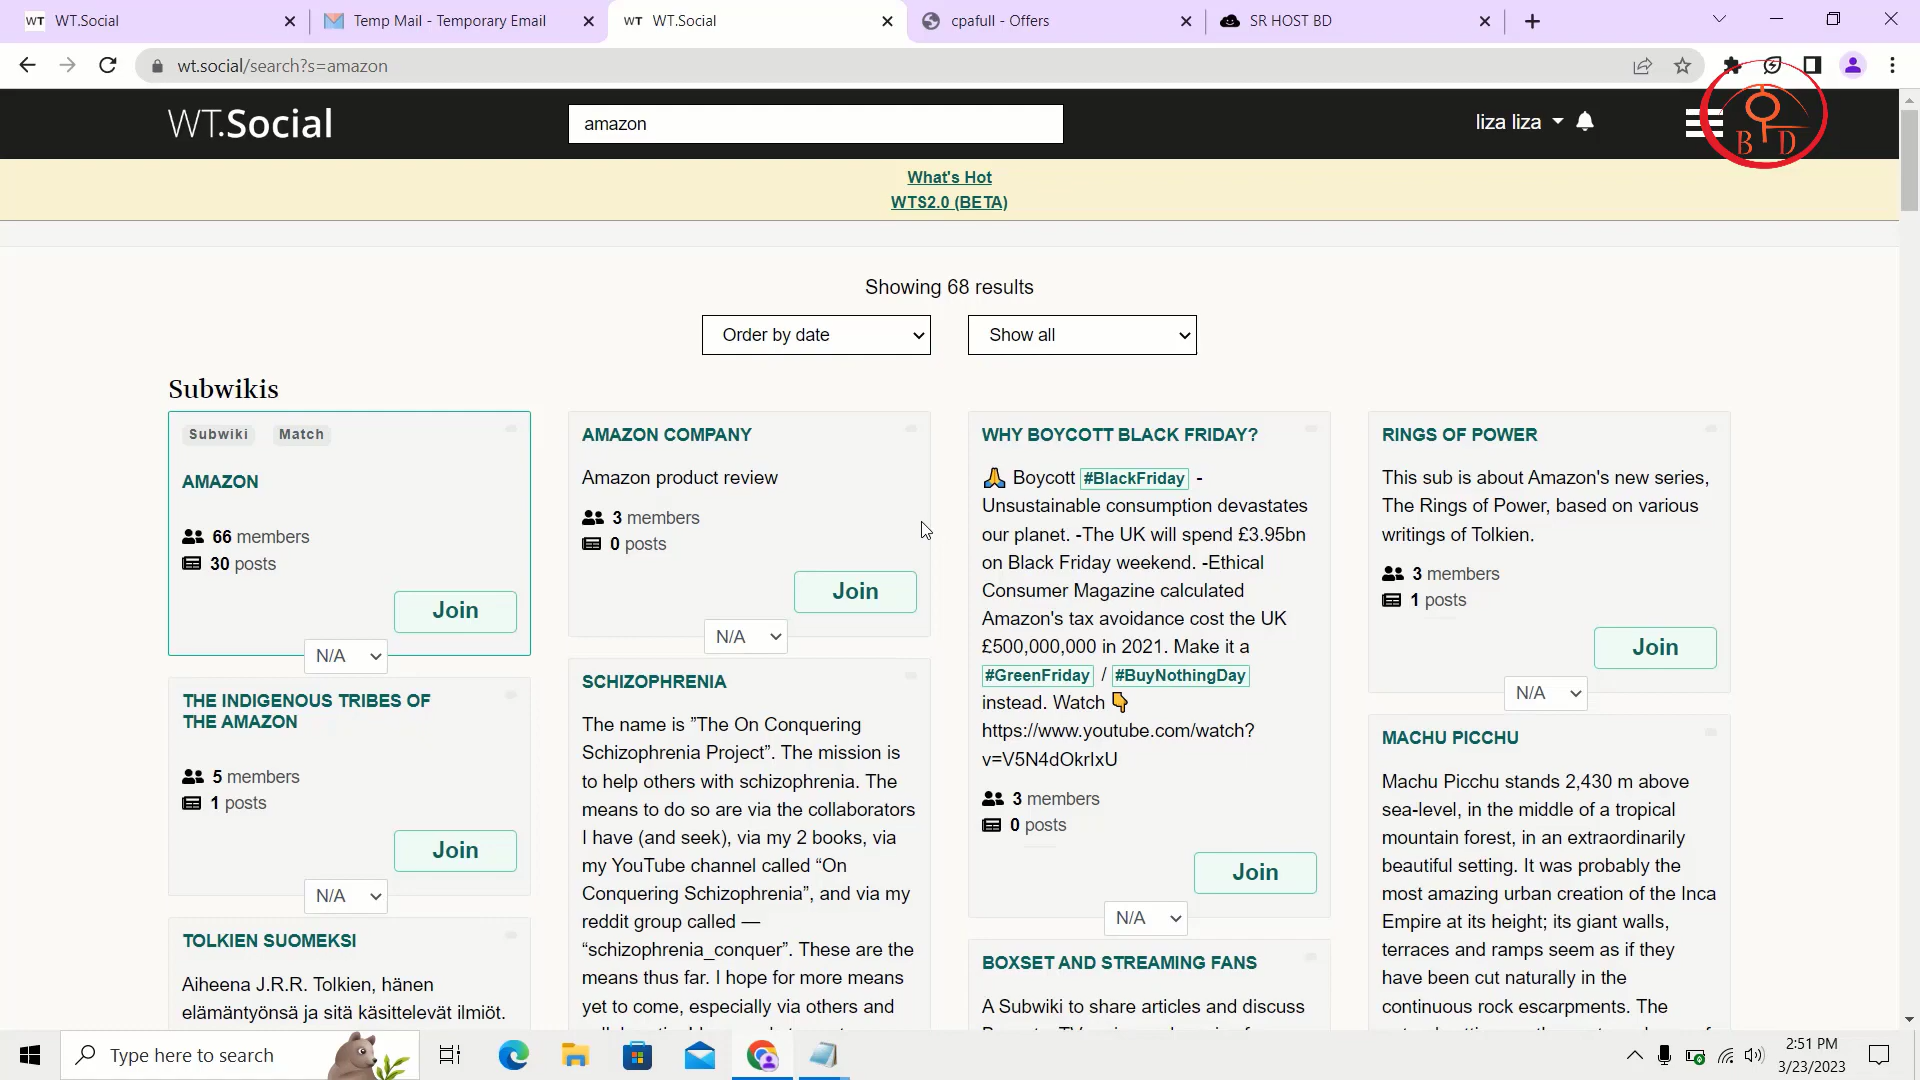 WT WT.Social
Temp Mail - Temporary Email
WT WT.Social
cpafull - Offers
SR HOST BD
wt.social/search?s=amazon
WT.Social
amazon
liza liza
B D
What's Hot
WTS2.0 (BETA)
Showing 68 results
Order by date
Show all
Subwikis
Subwiki Match
AMAZON
66 members
30 posts
Join
N/A
THE INDIGENOUS TRIBES OF
THE AMAZON
5 members
1 posts
Join
N/A
TOLKIEN SUOMEKSI
Aiheena J.R.R. Tolkien, hänen
elämäntyönsä ja sitä käsittelevät ilmiöt.
AMAZON COMPANY
Amazon product review
3 members
0 posts
Join
N/A
SCHIZOPHRENIA
The name is ”The On Conquering
Schizophrenia Project”. The mission is
to help others with schizophrenia. The
means to do so are via the collaborators
I have (and seek), via my 2 books, via
my YouTube channel called “On
Conquering Schizophrenia”, and via my
reddit group called —
“schizophrenia_conquer”. These are the
means thus far. I hope for more means
yet to come, especially via others and
WHY BOYCOTT BLACK FRIDAY?
🙏 Boycott #BlackFriday -
Unsustainable consumption devastates
our planet. -The UK will spend £3.95bn
on Black Friday weekend. -Ethical
Consumer Magazine calculated
Amazon's tax avoidance cost the UK
£500,000,000 in 2021. Make it a
#GreenFriday / #BuyNothingDay
instead. Watch 👇
https://www.youtube.com/watch?
v=V5N4dOkrIxU
3 members
0 posts
Join
N/A
BOXSET AND STREAMING FANS
A Subwiki to share articles and discuss
RINGS OF POWER
This sub is about Amazon's new series,
The Rings of Power, based on various
writings of Tolkien.
3 members
1 posts
Join
N/A
MACHU PICCHU
Machu Picchu stands 2,430 m above
sea-level, in the middle of a tropical
mountain forest, in an extraordinarily
beautiful setting. It was probably the
most amazing urban creation of the Inca
Empire at its height; its giant walls,
terraces and ramps seem as if they
have been cut naturally in the
continuous rock escarpments. The
Type here to search
2:51 PM
3/23/2023